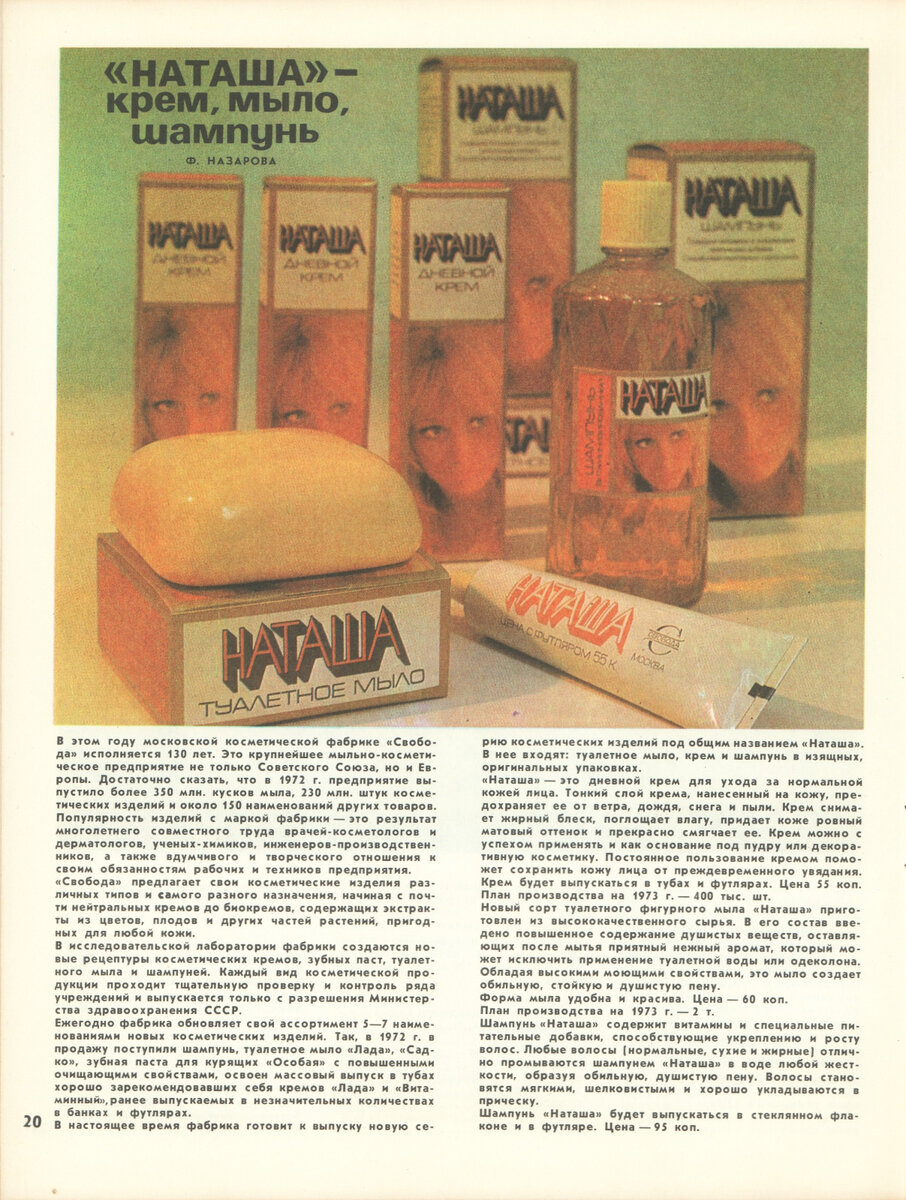 «НАТАША»–
крем, мыло,
шампунь
Ф. НАЗАРОВА
НАТАША
ШАМПУНЬ
НАТАША
ШАМПУНЬ
НАТАША
ДНЕВНОЙ
КРЕМ
НАТАША
ДНЕВНОЙ
КРЕМ
НАТАША
ДНЕВНОЙ
КРЕМ
НАТАША
ШАМПУНЬ
НАТАША
ТУАЛЕТНОЕ МЫЛО
НАТАША
ЦЕНА С ФУТЛЯРОМ 55 К.
СВОБОДА
МОСКВА
В этом году московской косметической фабрике «Свобо-
да» исполняется 130 лет. Это крупнейшее мыльно-космети-
ческое предприятие не только Советского Союза, но и Ев-
ропы. Достаточно сказать, что в 1972 г. предприятие вы-
пустило более 350 млн. кусков мыла, 230 млн. штук косме-
тических изделий и около 150 наименований других товаров.
Популярность изделий с маркой фабрики — это результат
многолетнего совместного труда врачей-косметологов и
дерматологов, ученых-химиков, инженеров-производствен-
ников, а также вдумчивого и творческого отношения к
своим обязанностям рабочих и техников предприятия.
«Свобода» предлагает свои косметические изделия раз-
личных типов и самого разного назначения, начиная с поч-
ти нейтральных кремов до биокремов, содержащих экстрак-
ты из цветов, плодов и других частей растений, пригод-
ных для любой кожи.
В исследовательской лаборатории фабрики создаются но-
вые рецептуры косметических кремов, зубных паст, туалет-
ного мыла и шампуней. Каждый вид косметической про-
дукции проходит тщательную проверку и контроль ряда
учреждений и выпускается только с разрешения Министер-
ства здравоохранения СССР.
Ежегодно фабрика обновляет свой ассортимент 5—7 наиме-
нованиями новых косметических изделий. Так, в 1972 г. в
продажу поступили шампунь, туалетное мыло «Лада», «Сад-
ко», зубная паста для курящих «Особая» с повышенными
очищающими свойствами, освоен массовый выпуск в тубах
хорошо зарекомендовавших себя кремов «Лада» и «Вита-
минный», ранее выпускаемых в незначительных количествах
в банках и футлярах.
В настоящее время фабрика готовит к выпуску новую се-
20
рию косметических изделий под общим названием «Наташа».
В нее входят: туалетное мыло, крем и шампунь в изящных,
оригинальных упаковках.
«Наташа» — это дневной крем для ухода за нормальной
кожей лица. Тонкий слой крема, нанесенный на кожу, пре-
дохраняет ее от ветра, дождя, снега и пыли. Крем снима-
ет жирный блеск, поглощает влагу, придает коже ровный
матовый оттенок и прекрасно смягчает ее. Крем можно с
успехом применять и как основание под пудру или декора-
тивную косметику. Постоянное пользование кремом помо-
жет сохранить кожу лица от преждевременного увядания.
Крем будет выпускаться в тубах и футлярах. Цена 55 коп.
План производства на 1973 г. — 400 тыс. шт.
Новый сорт туалетного фигурного мыла «Наташа» приго-
товлен из высококачественного сырья. В его состав вве-
дено повышенное содержание душистых веществ, оставля-
ющих после мытья приятный нежный аромат, который мо-
жет исключить применение туалетной воды или одеколона.
Обладая высокими моющими свойствами, это мыло создает
обильную, стойкую и душистую пену.
Форма мыла удобна и красива. Цена — 60 коп.
План производства на 1973 г. — 2 т.
Шампунь «Наташа» содержит витамины и специальные пи-
тательные добавки, способствующие укреплению и росту
волос. Любые волосы (нормальные, сухие и жирные) отлич-
но промываются шампунем «Наташа» в воде любой жест-
кости, образуя обильную, душистую пену. Волосы стано-
вятся мягкими, шелковистыми и хорошо укладываются в
прическу.
Шампунь «Наташа» будет выпускаться в стеклянном фла-
коне и в футляре. Цена — 95 коп.